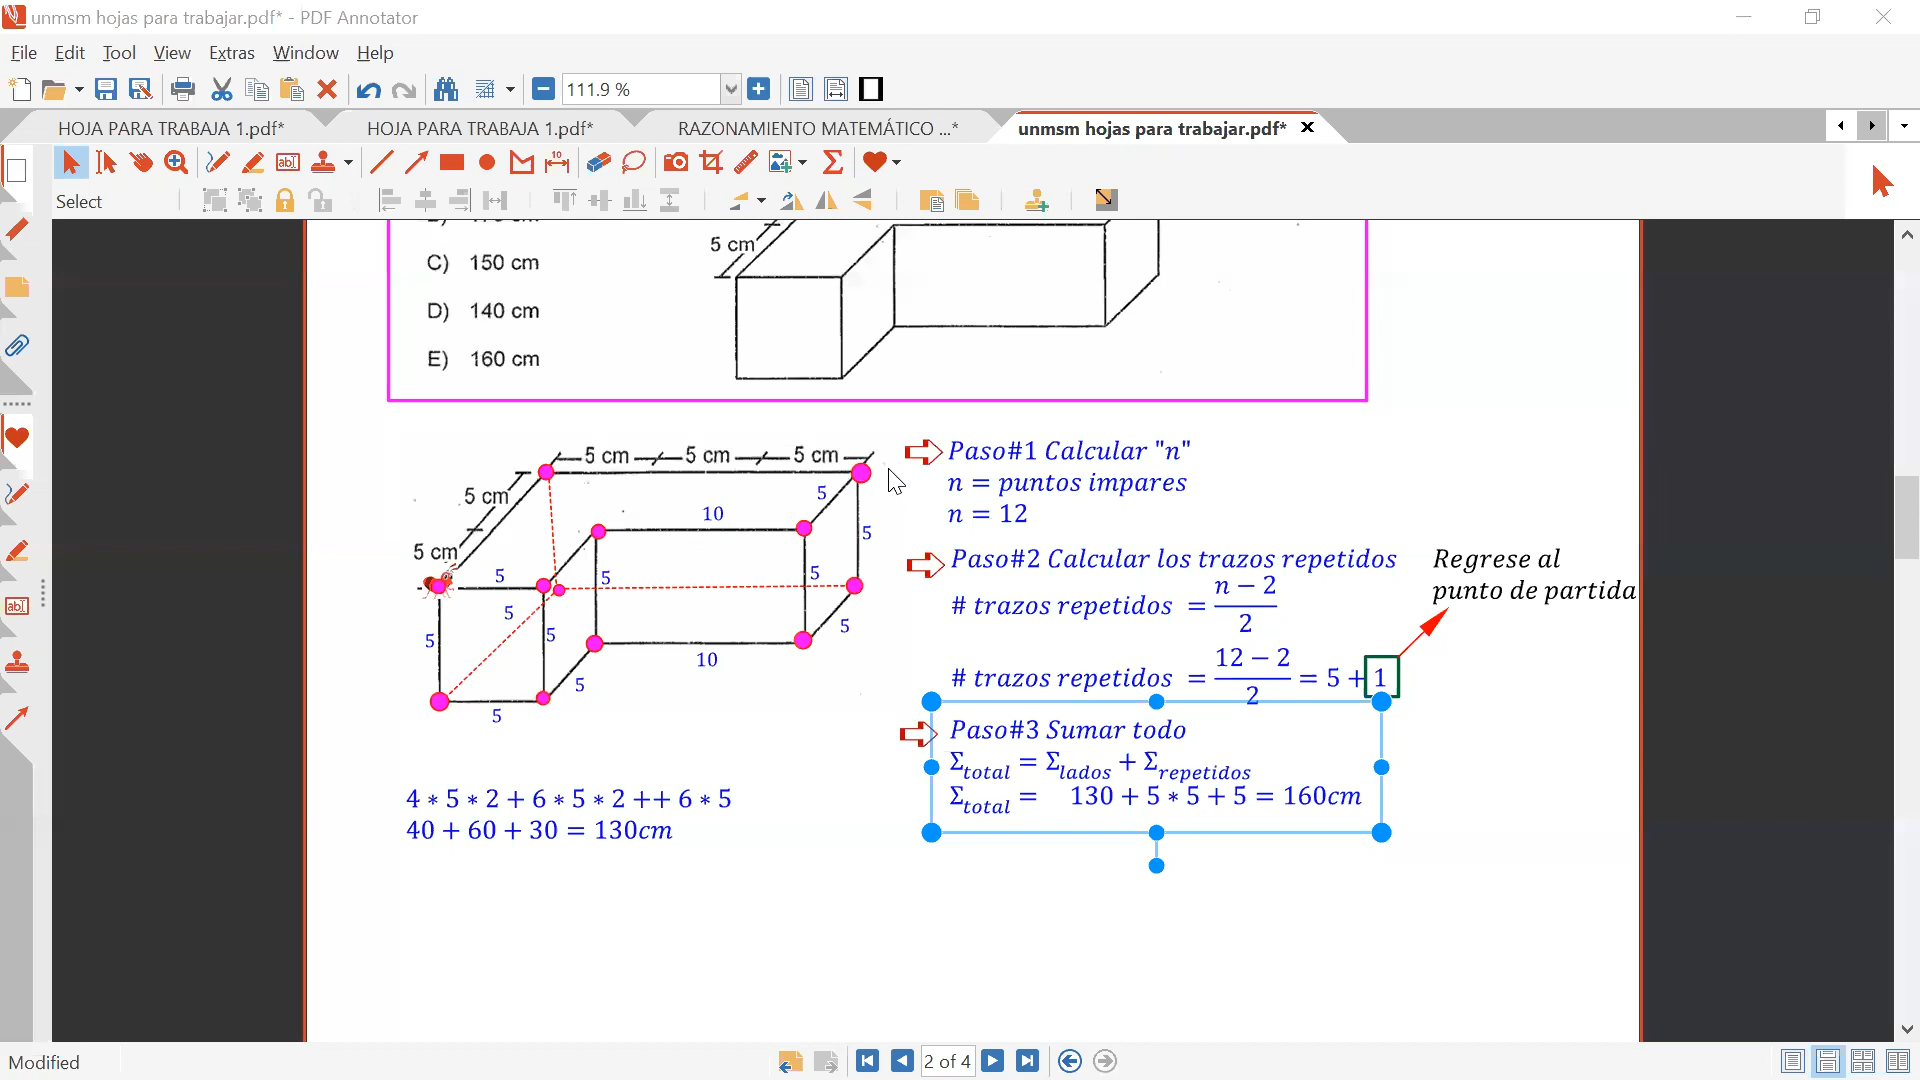 unmsm hojas para trabajar.pdf* - PDF Annotator
File Edit Tool View Extras Window Help
111.9 %
HOJA PARA TRABAJA 1.pdf*
HOJA PARA TRABAJA 1.pdf*
RAZONAMIENTO MATEMÁTICO ...*
unmsm hojas para trabajar.pdf*
Select
5 cm
C) 150 cm
D) 140 cm
E) 160 cm
5 cm 5 cm 5 cm
5 cm
5 cm
5
10
5
5
5
5
5
5
5
5
10
5
5
5
4 ∗ 5 ∗ 2 + 6 ∗ 5 ∗ 2 ++ 6 ∗ 5
40 + 60 + 30 = 130cm
Paso#1 Calcular "n"
n = puntos impares
n = 12
Paso#2 Calcular los trazos repetidos
# trazos repetidos = n − 2 / 2
# trazos repetidos = 12 − 2 / 2 = 5 + 1
Regrese al
punto de partida
Paso#3 Sumar todo
Σtotal = Σlados + Σrepetidos
Σtotal = 130 + 5 ∗ 5 + 5 = 160cm
Modified
2 of 4